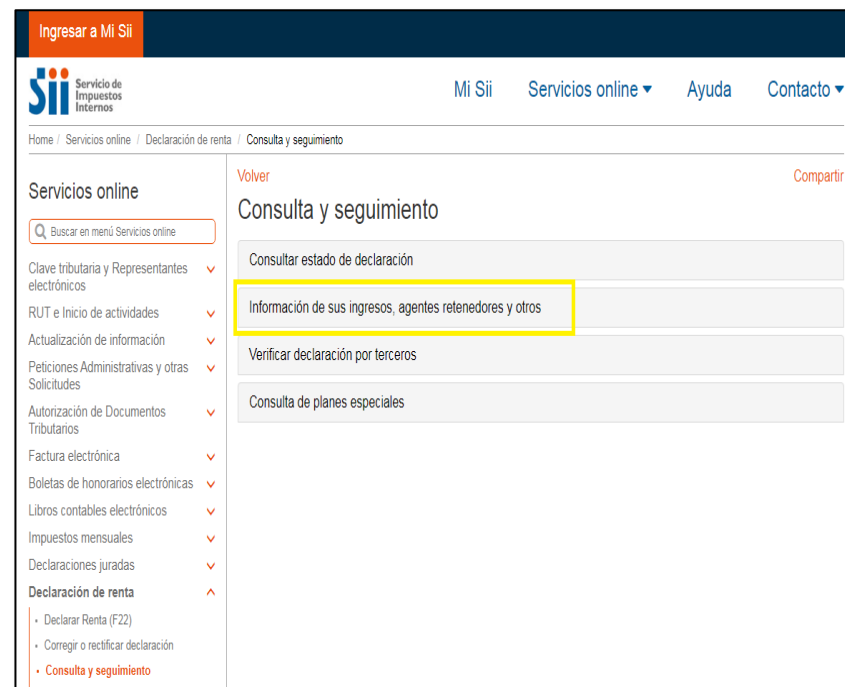 Ingresar a Mi Sii
Sii Servicio de
Impuestos
Internos
Mi Sii Servicios online Ayuda Contacto
Home / Servicios online / Declaración de renta / Consulta y seguimiento
Servicios online
Buscar en menú Servicios online
Clave tributaria y Representantes
electrónicos
RUT e Inicio de actividades
Actualización de información
Peticiones Administrativas y otras
Solicitudes
Autorización de Documentos
Tributarios
Factura electrónica
Boletas de honorarios electrónicas
Libros contables electrónicos
Impuestos mensuales
Declaraciones juradas
Declaración de renta
Declarar Renta (F22)
Corregir o rectificar declaración
Consulta y seguimiento
Volver Compartir
Consulta y seguimiento
Consultar estado de declaración
Información de sus ingresos, agentes retenedores y otros
Verificar declaración por terceros
Consulta de planes especiales